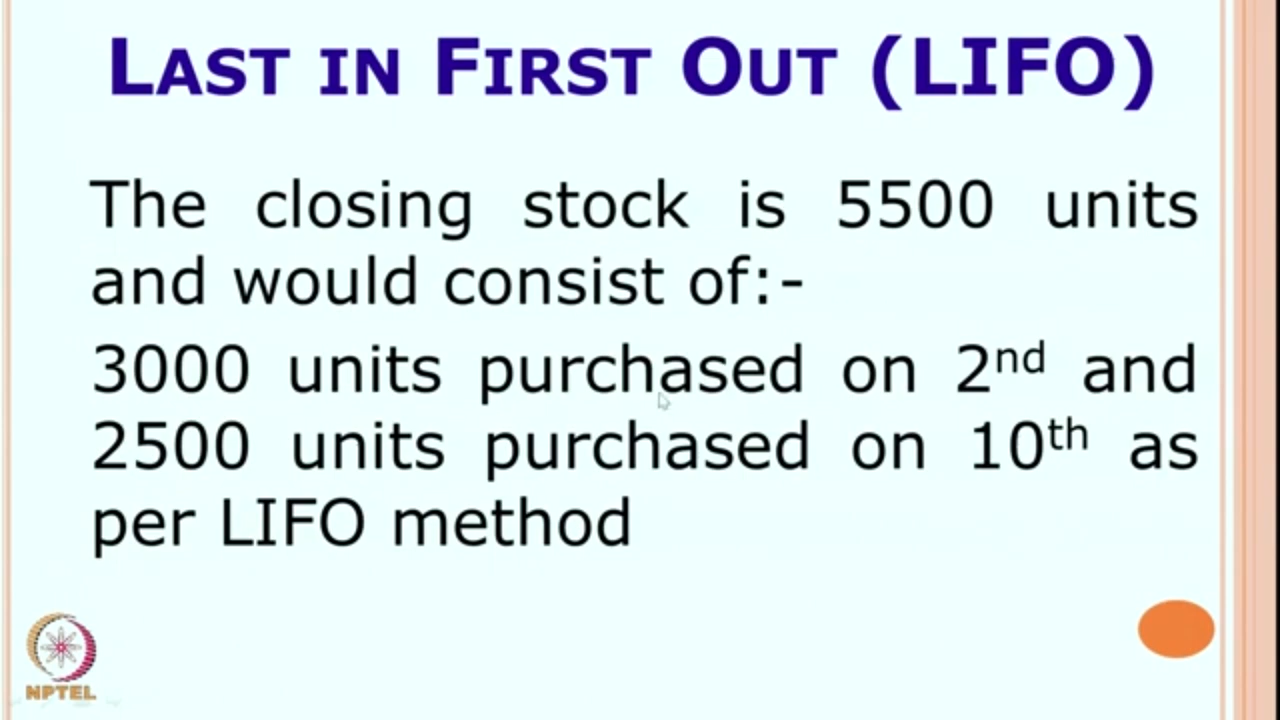 LAST IN FIRST OUT (LIFO)
The closing stock is 5500 units
and would consist of:-
3000 units purchased on 2nd and
2500 units purchased on 10th as
per LIFO method
NPTEL